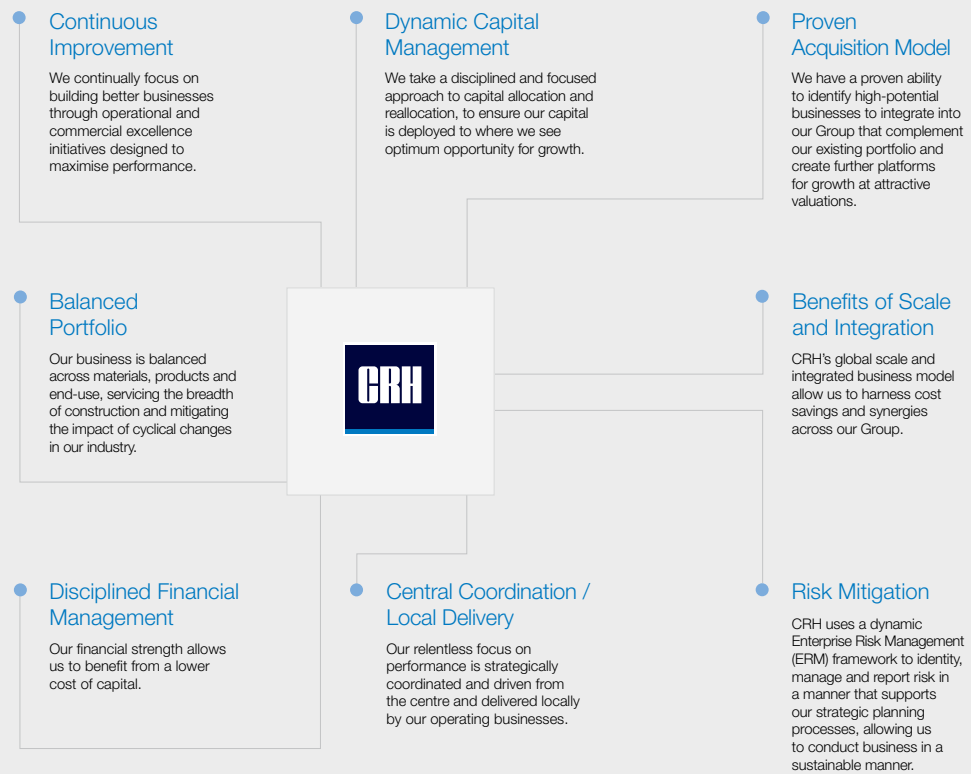 Continuous
Improvement
We continually focus on
building better businesses
through operational and
commercial excellence
initiatives designed to
maximise performance.
Dynamic Capital
Management
We take a disciplined and focused
approach to capital allocation and
reallocation, to ensure our capital
is deployed to where we see
optimum opportunity for growth.
Proven
Acquisition Model
We have a proven ability
to identify high-potential
businesses to integrate into
our Group that complement
our existing portfolio and
create further platforms
for growth at attractive
valuations.
Balanced
Portfolio
Our business is balanced
across materials, products and
end-use, servicing the breadth
of construction and mitigating
the impact of cyclical changes
in our industry.
CRH
Benefits of Scale
and Integration
CRH's global scale and
integrated business model
allow us to harness cost
savings and synergies
across our Group.
Disciplined Financial
Management
Our financial strength allows
us to benefit from a lower
cost of capital.
Central Coordination /
Local Delivery
Our relentless focus on
performance is strategically
coordinated and driven from
the centre and delivered locally
by our operating businesses.
Risk Mitigation
CRH uses a dynamic
Enterprise Risk Management
(ERM) framework to identity,
manage and report risk in
a manner that supports
our strategic planning
processes, allowing us
to conduct business in a
sustainable manner.